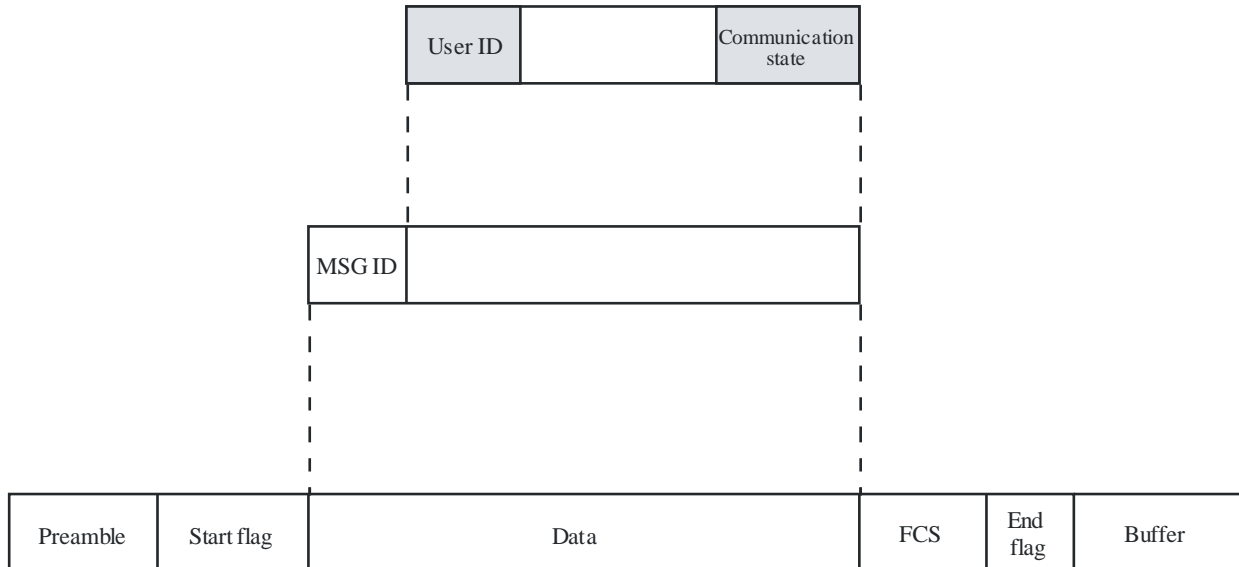 User ID
Communication
state
MSG ID
Preamble
Start flag
Data
FCS
End
flag
Buffer